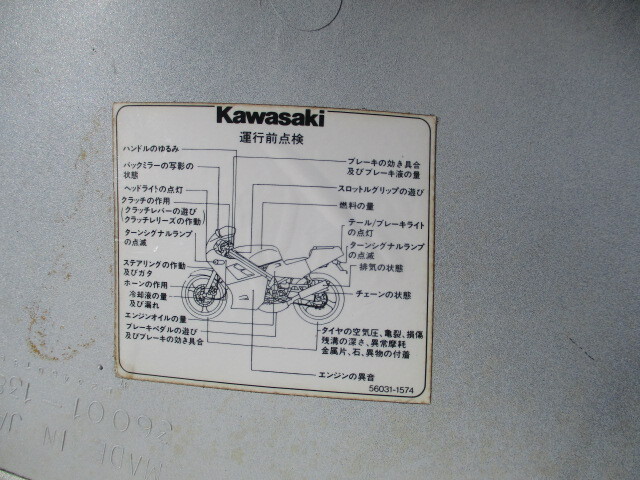 Kawasaki
運行前点検
ハンドルのゆるみ
バックミラーの写影の
状態
ヘッドライトの点灯
クラッチの作用
(クラッチレバーの遊び
クラッチレリーズの作動)
ターンシグナルランプ
の点滅
ステアリングの作動
及びガタ
ホーンの作用
冷却液の量
及び漏れ
エンジンオイルの量
ブレーキペダルの遊び
及びブレーキの効き具合
ブレーキの効き具合
及びブレーキ液の量
スロットルグリップの遊び
燃料の量
テール/ブレーキライト
の点灯
ターンシグナルランプ
の点滅
排気の状態
チェーンの状態
タイヤの空気圧、亀裂、損傷
残溝の深さ、異常摩耗
金属片、石、異物の付着
エンジンの異音
56031-1574
36001 138
MADE IN JA